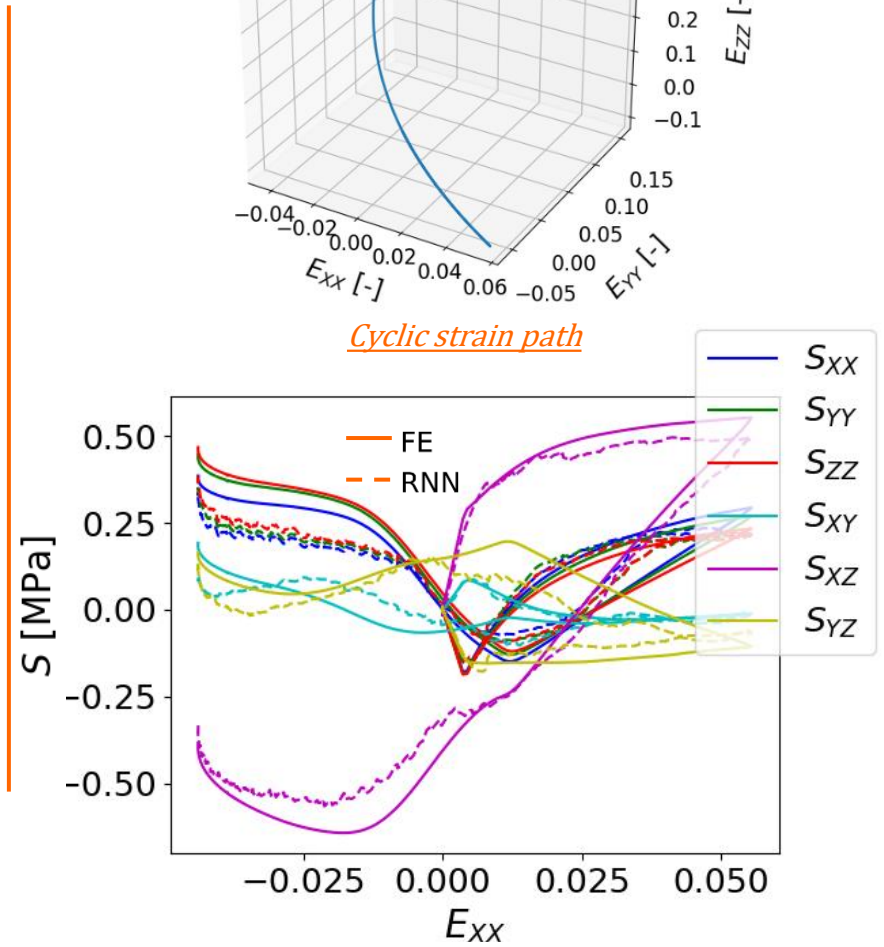 0.2
0.1
0.0
−0.1
E_ZZ [-]
−0.04
−0.02
0.00
0.02
0.04
0.06
E_XX [-]
−0.05
0.00
0.05
0.10
0.15
E_YY [-]
Cyclic strain path
S_XX
S_YY
S_ZZ
S_XY
S_XZ
S_YZ
FE
RNN
0.50
0.25
0.00
−0.25
−0.50
S [MPa]
−0.025 0.000 0.025 0.050
E_XX